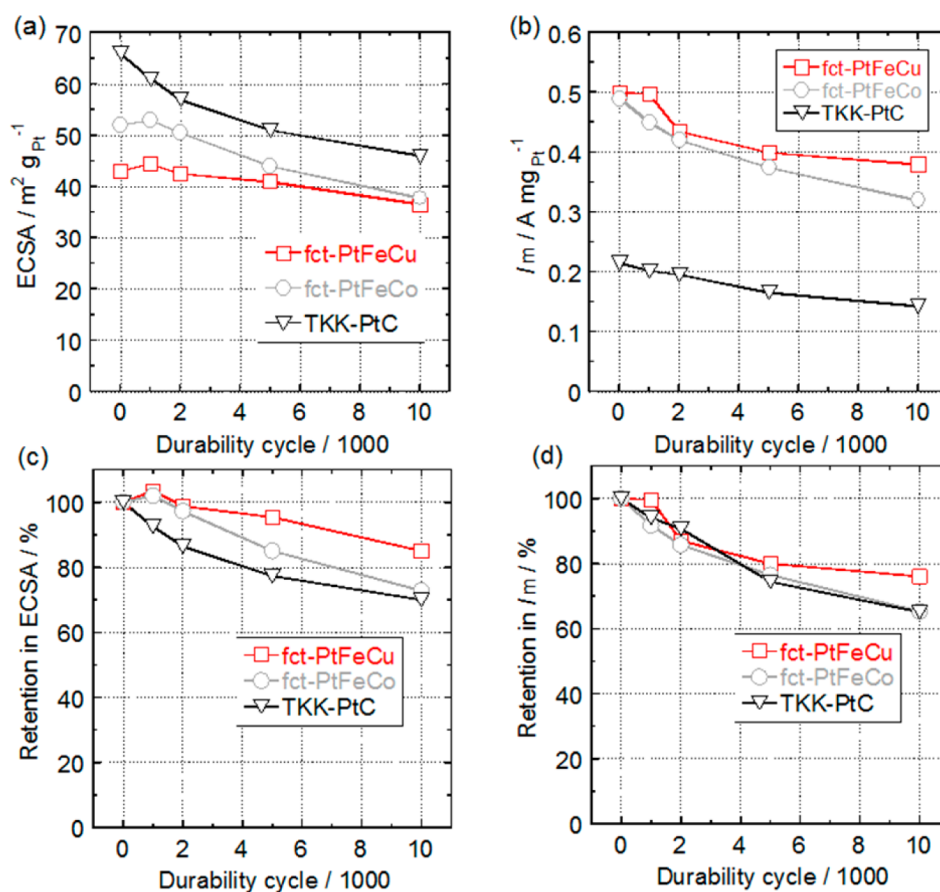 (a)
70
60
50
40
30
20
10
0
ECSA / m² g_Pt⁻¹
fct-PtFeCu
fct-PtFeCo
TKK-PtC
0 2 4 6 8 10
Durability cycle / 1000
(b)
0.6
0.5
0.4
0.3
0.2
0.1
0
I m / A mg_Pt⁻¹
fct-PtFeCu
fct-PtFeCo
TKK-PtC
0 2 4 6 8 10
Durability cycle / 1000
(c)
100
80
60
40
20
0
Retention in ECSA / %
fct-PtFeCu
fct-PtFeCo
TKK-PtC
0 2 4 6 8 10
Durability cycle / 1000
(d)
100
80
60
40
20
0
Retention in I m / %
fct-PtFeCu
fct-PtFeCo
TKK-PtC
0 2 4 6 8 10
Durability cycle / 1000